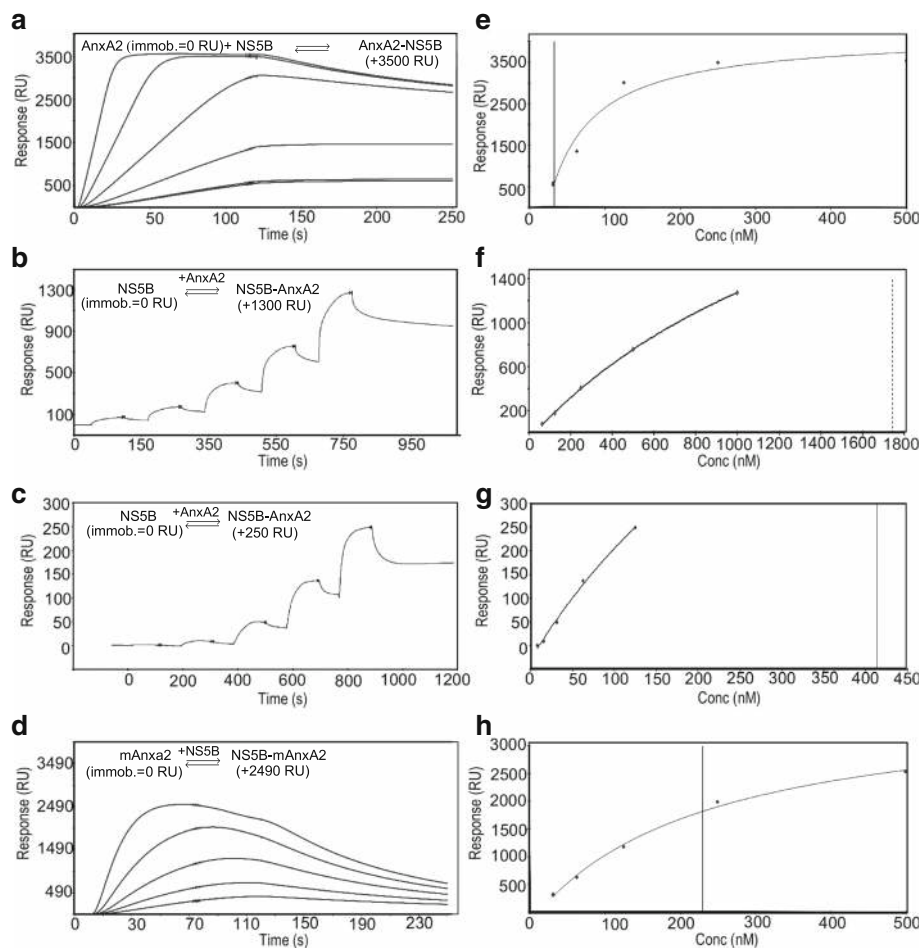 a
AnxA2 (immob.=0 RU)+ NS5B ⇌ AnxA2-NS5B
(+3500 RU)
Response (RU)
3500
2500
1500
500
0 50 100 150 200 250
Time (s)
e
Response (RU)
3500
2500
1500
500
0 100 200 300 400 500
Conc (nM)
b
NS5B +AnxA2 ⇌ NS5B-AnxA2
(immob.=0 RU) (+1300 RU)
Response (RU)
1300
900
500
100
0 150 350 550 750 950
Time (s)
f
Response (RU)
1400
1000
600
200
0 200 400 600 800 1000 1200 1400 1600 1800
Conc (nM)
c
NS5B +AnxA2 ⇌ NS5B-AnxA2
(immob.=0 RU) (+250 RU)
Response (RU)
300
250
200
150
50
0
0 200 400 600 800 1000 1200
Time (s)
g
Response (RU)
300
250
200
150
100
50
0
0 50 100 150 200 250 300 350 400 450
Conc (nM)
d
mAnxa2 +NS5B ⇌ NS5B-mAnxA2
(immob.=0 RU) (+2490 RU)
Response (RU)
3490
2490
1490
490
0 30 70 110 150 190 230
Time (s)
h
Response (RU)
3000
2500
2000
1500
1000
500
0 100 200 300 400 500
Conc (nM)